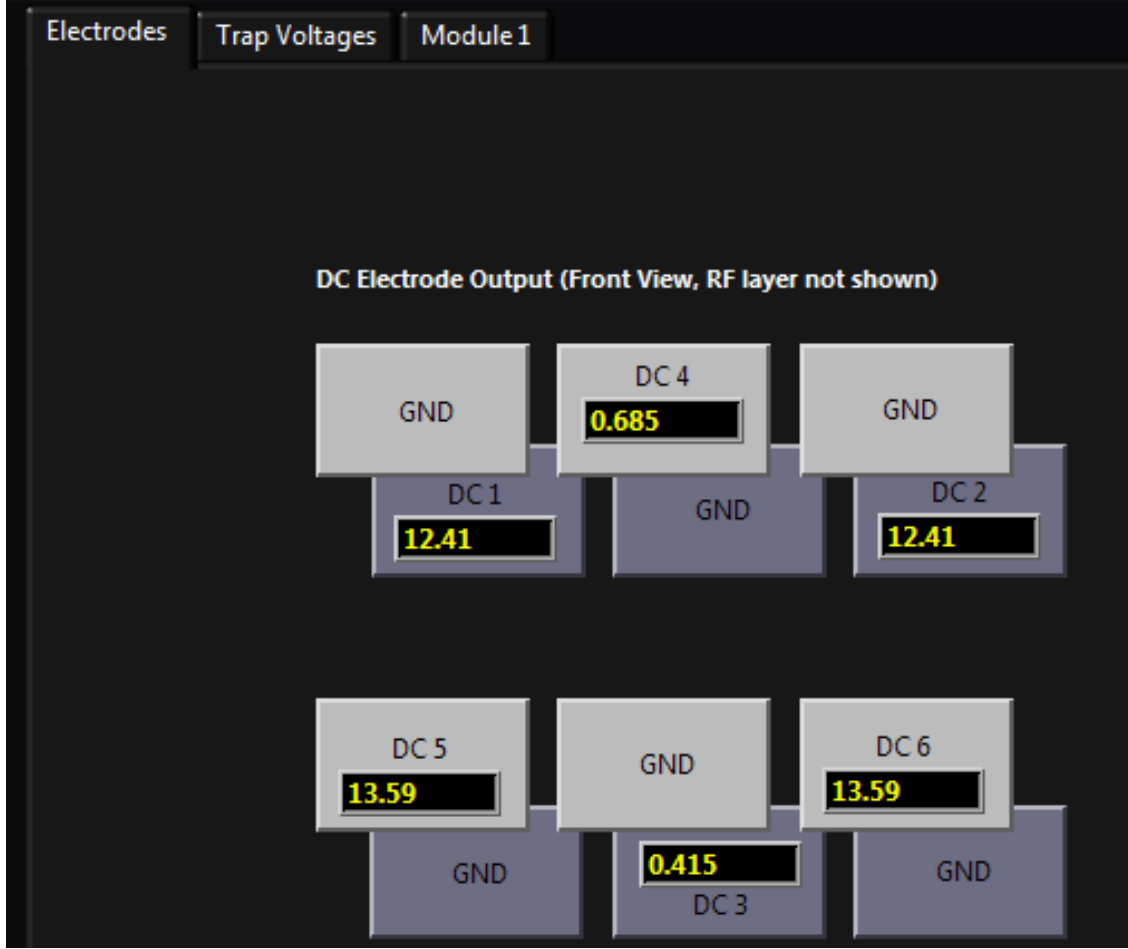 Electrodes Trap Voltages Module 1
DC Electrode Output (Front View, RF layer not shown)
GND
DC 4
0.685
GND
DC 1
12.41
GND
DC 2
12.41
DC 5
13.59
GND
DC 6
13.59
GND
0.415
DC 3
GND